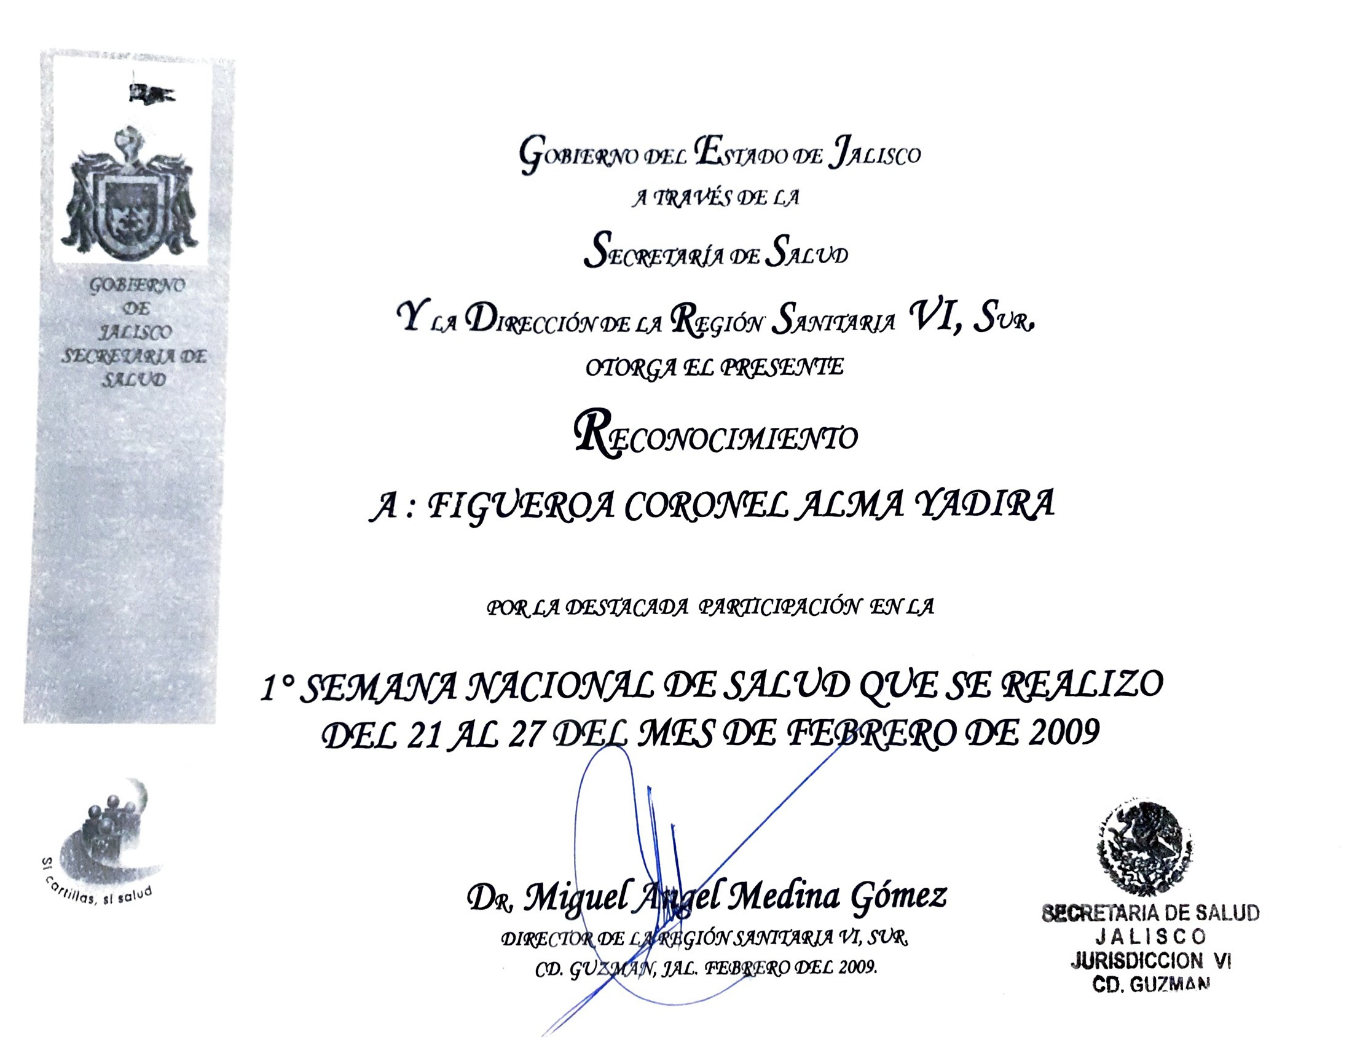 GOBIERNO
DE
JALISCO
SECRETARIA DE
SALUD
GOBIERNO DEL ESTADO DE JALISCO
A TRAVÉS DE LA
SECRETARÍA DE SALUD
Y LA DIRECCIÓN DE LA REGIÓN SANITARIA VI, SUR.
OTORGA EL PRESENTE
RECONOCIMIENTO
A : FIGUEROA CORONEL ALMA YADIRA
POR LA DESTACADA PARTICIPACIÓN EN LA
1° SEMANA NACIONAL DE SALUD QUE SE REALIZO
DEL 21 AL 27 DEL MES DE FEBRERO DE 2009
Si cartillas, si salud
DR. Miguel Angel Medina Gómez
DIRECTOR DE LA REGIÓN SANITARIA VI, SUR.
CD. GUZMAN, JAL. FEBRERO DEL 2009.
SECRETARIA DE SALUD
JALISCO
JURISDICCION VI
CD. GUZMAN